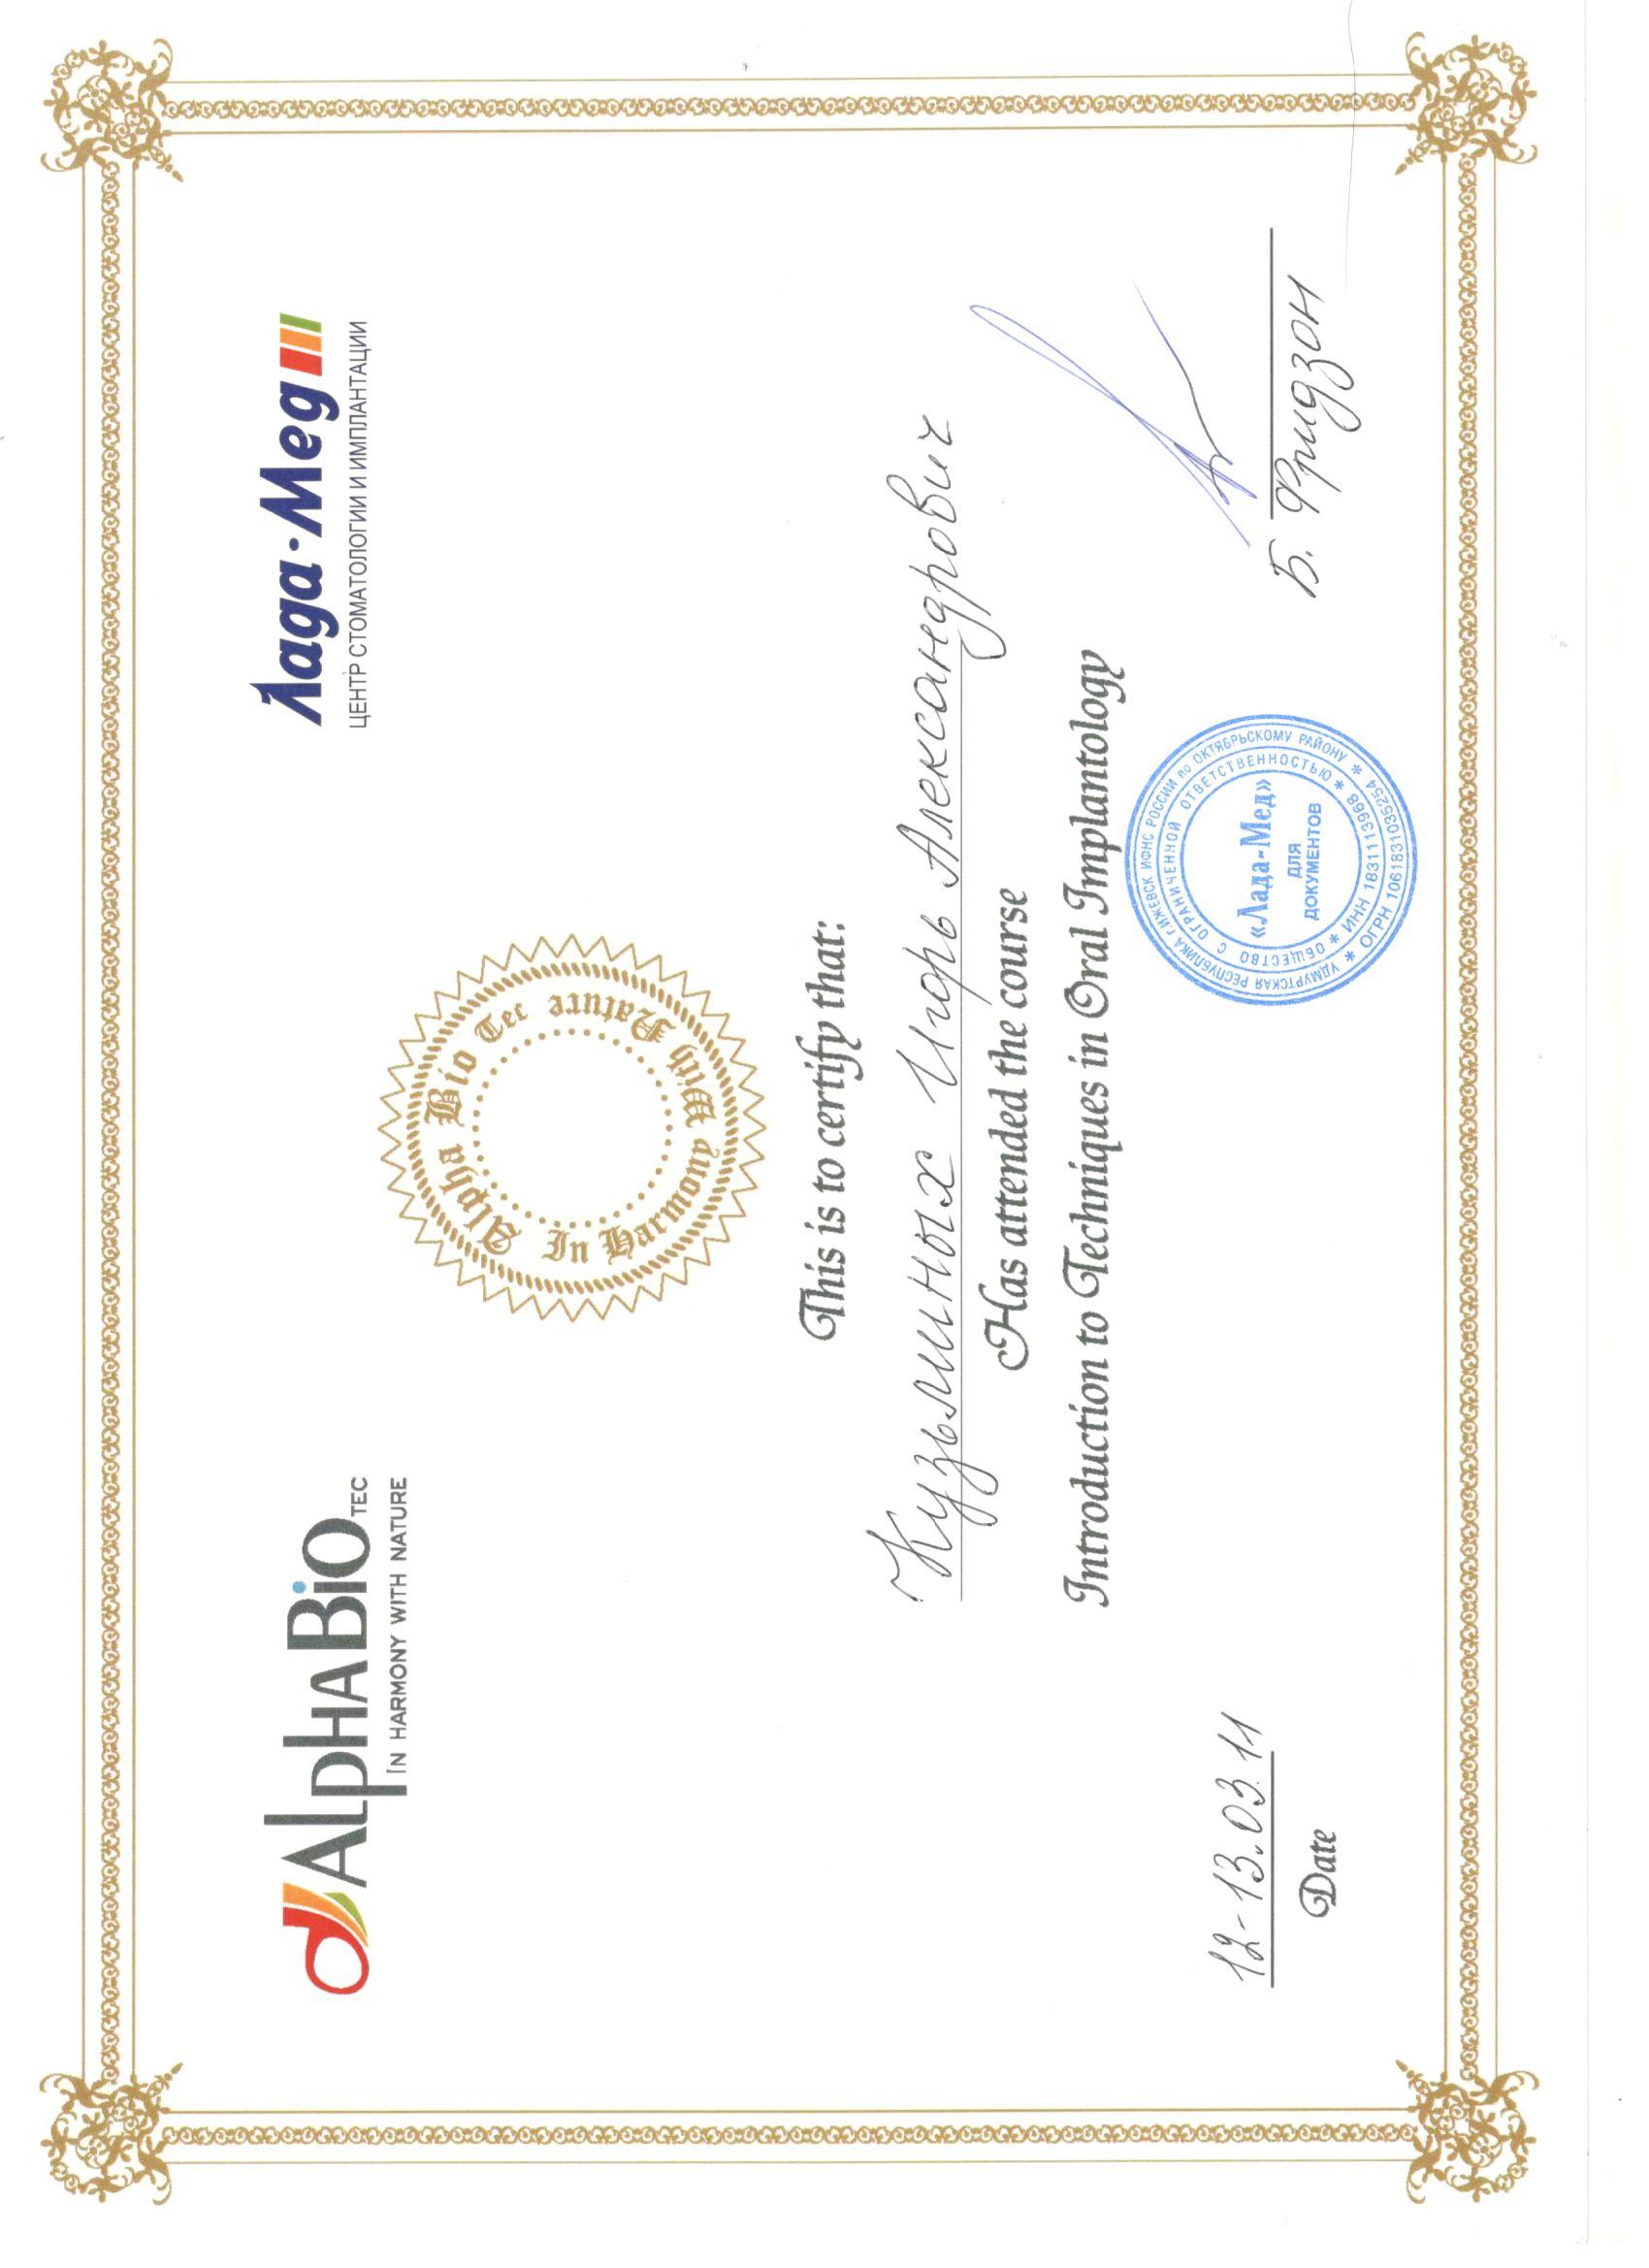 AlphaBio TEC
IN HARMONY WITH NATURE
Лада·Мед
ЦЕНТР СТОМАТОЛОГИИ И ИМПЛАНТАЦИИ
Alpha Bio Tec
In Harmony With Nature
This is to certify that:
Кузьминых Игорь Александрович
Has attended the course
Introduction to Techniques in Oral Implantology
12-13.03.11
Date
УДМУРТСКАЯ РЕСПУБЛИКА г.ИЖЕВСК ИФНС РОССИИ по ОКТЯБРЬСКОМУ РАЙОНУ * ОГРН 1061831035254 *
ОБЩЕСТВО С ОГРАНИЧЕННОЙ ОТВЕТСТВЕННОСТЬЮ * ИНН 1831113968 *
«Лада-Мед»
ДЛЯ
ДОКУМЕНТОВ
Б. Фридзон